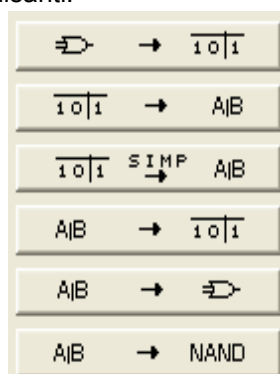 → 1 0|1
1 0|1 → A|B
1 0|1 SIMP → A|B
A|B → 1 0|1
A|B →
A|B → NAND